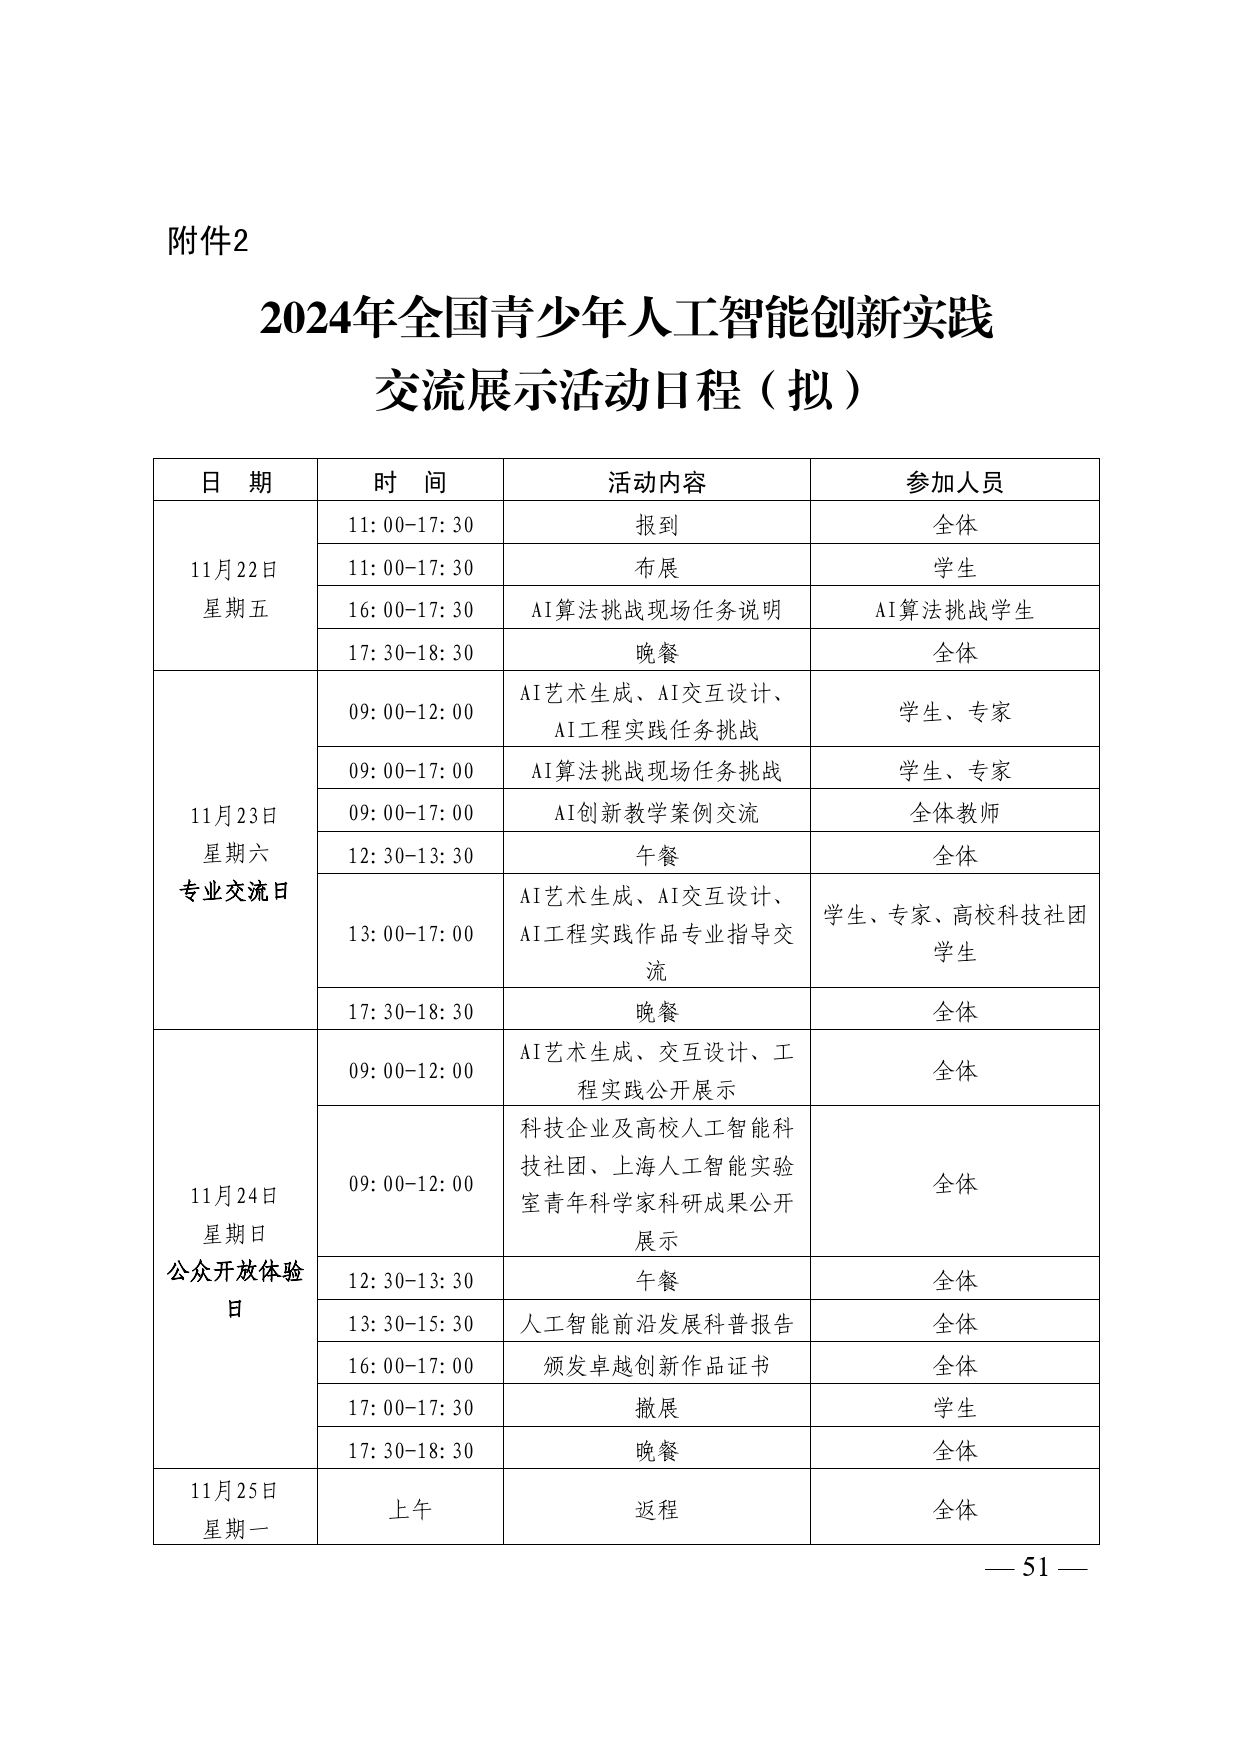 附件2
2024年全国青少年人工智能创新实践
交流展示活动日程（拟）
日　期　时　间　活动内容　参加人员
11月22日
星期五
11:00-17:30　报到　全体
11:00-17:30　布展　学生
16:00-17:30　AI算法挑战现场任务说明　AI算法挑战学生
17:30-18:30　晚餐　全体
11月23日
星期六
专业交流日
09:00-12:00
AI艺术生成、AI交互设计、
AI工程实践任务挑战
学生、专家
09:00-17:00　AI算法挑战现场任务挑战　学生、专家
09:00-17:00　AI创新教学案例交流　全体教师
12:30-13:30　午餐　全体
13:00-17:00
AI艺术生成、AI交互设计、
AI工程实践作品专业指导交
流
学生、专家、高校科技社团
学生
17:30-18:30　晚餐　全体
11月24日
星期日
公众开放体验
日
09:00-12:00
AI艺术生成、交互设计、工
程实践公开展示
全体
09:00-12:00
科技企业及高校人工智能科
技社团、上海人工智能实验
室青年科学家科研成果公开
展示
全体
12:30-13:30　午餐　全体
13:30-15:30　人工智能前沿发展科普报告　全体
16:00-17:00　颁发卓越创新作品证书　全体
17:00-17:30　撤展　学生
17:30-18:30　晚餐　全体
11月25日
星期一
上午　返程　全体
— 51 —